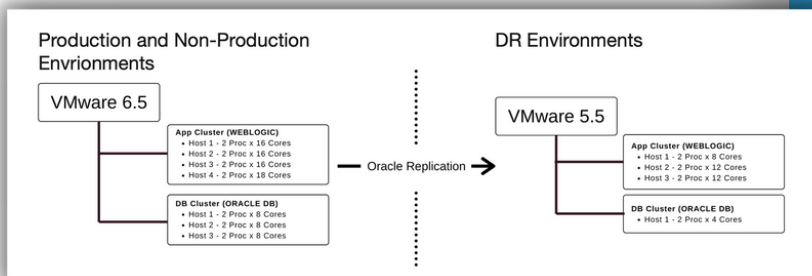 Production and Non-Production
Envrionments
VMware 6.5
App Cluster (WEBLOGIC)
• Host 1 - 2 Proc x 16 Cores
• Host 2 - 2 Proc x 16 Cores
• Host 3 - 2 Proc x 16 Cores
• Host 4 - 2 Proc x 18 Cores
DB Cluster (ORACLE DB)
• Host 1 - 2 Proc x 8 Cores
• Host 2 - 2 Proc x 8 Cores
• Host 3 - 2 Proc x 8 Cores
Oracle Replication
DR Environments
VMware 5.5
App Cluster (WEBLOGIC)
• Host 1 - 2 Proc x 8 Cores
• Host 2 - 2 Proc x 12 Cores
• Host 3 - 2 Proc x 12 Cores
DB Cluster (ORACLE DB)
• Host 1 - 2 Proc x 4 Cores